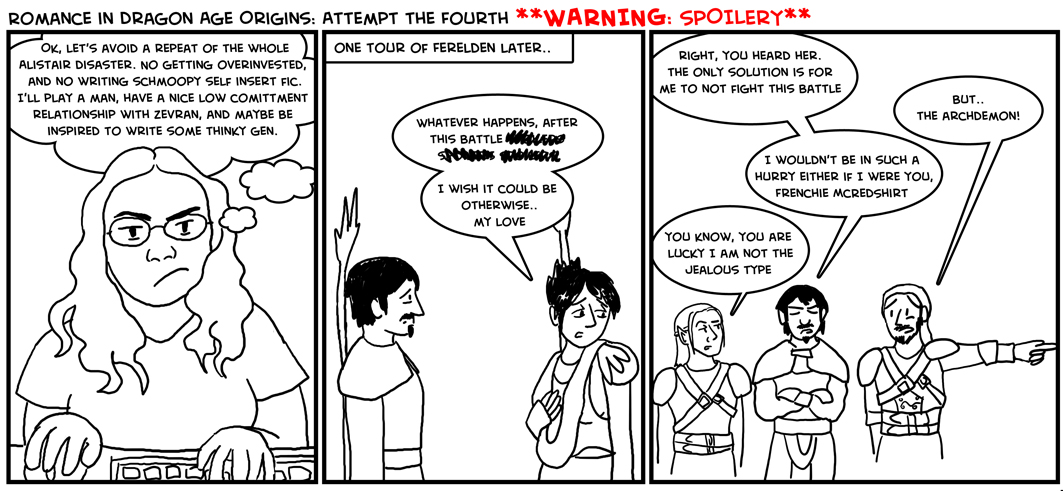 ROMANCE IN DRAGON AGE ORIGINS: ATTEMPT THE FOURTH **WARNING: SPOILERY**
OK, LET'S AVOID A REPEAT OF THE WHOLE
ALISTAIR DISASTER. NO GETTING OVERINVESTED,
AND NO WRITING SCHMOOPY SELF INSERT FIC.
I'LL PLAY A MAN, HAVE A NICE LOW COMITTMENT
RELATIONSHIP WITH ZEVRAN, AND MAYBE BE
INSPIRED TO WRITE SOME THINKY GEN.
ONE TOUR OF FERELDEN LATER..
WHATEVER HAPPENS, AFTER
THIS BATTLE
I WISH IT COULD BE
OTHERWISE..
MY LOVE
RIGHT, YOU HEARD HER.
THE ONLY SOLUTION IS FOR
ME TO NOT FIGHT THIS BATTLE
BUT..
THE ARCHDEMON!
I WOULDN'T BE IN SUCH A
HURRY EITHER IF I WERE YOU,
FRENCHIE MCREDSHIRT
YOU KNOW, YOU ARE
LUCKY I AM NOT THE
JEALOUS TYPE